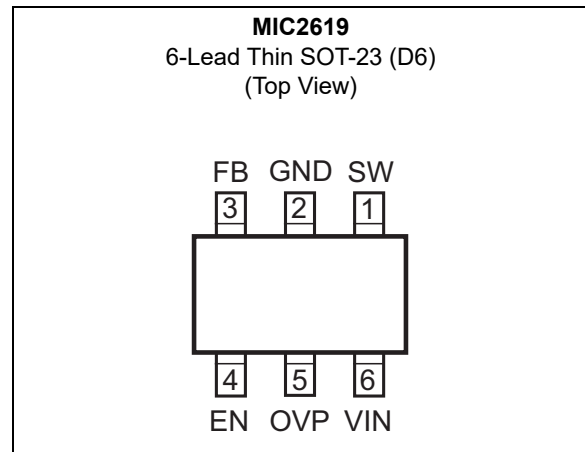 MIC2619
6-Lead Thin SOT-23 (D6)
(Top View)
FB GND SW
3 2 1
4 5 6
EN OVP VIN